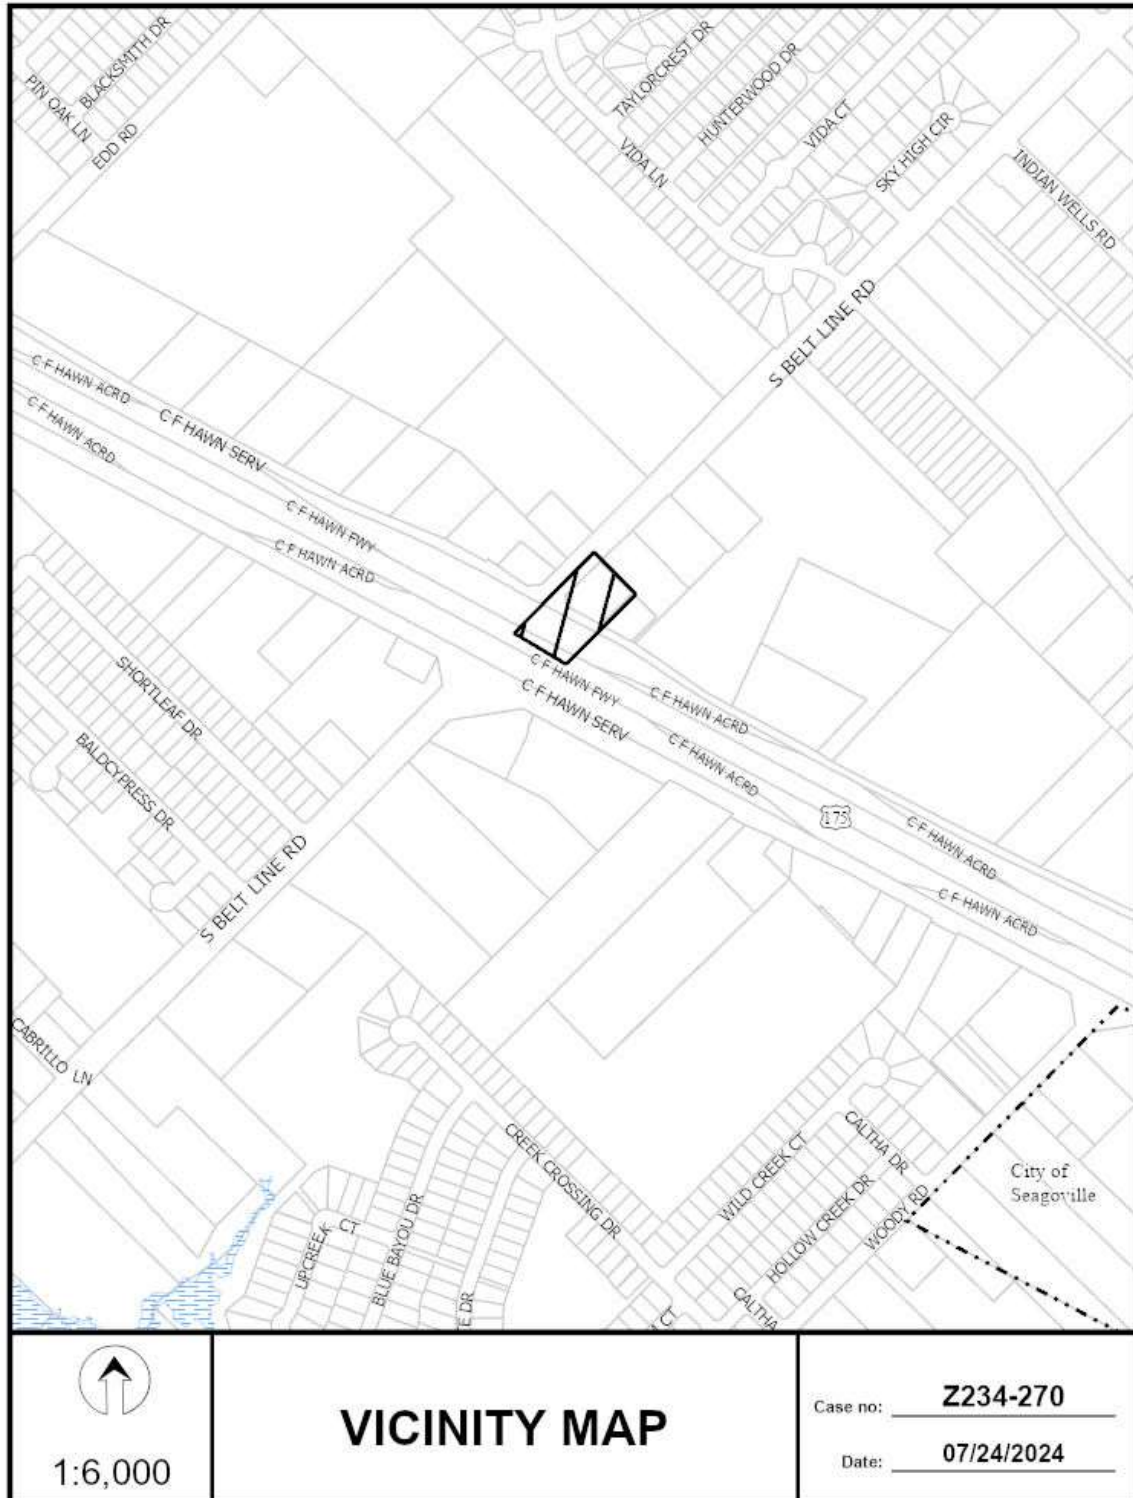 BLACKSMITH DR
PIN OAK LN
EDD RD
TAYLORCREST DR
HUNTERWOOD DR
VIDA CT
VIDA LN
SKY HIGH CIR
INDIAN WELLS RD
S BELT LINE RD
C F HAWN ACRD
C F HAWN ACRD
C F HAWN SERV
C F HAWN FWY
C F HAWN ACRD
C F HAWN FWY
C F HAWN SERV
C F HAWN ACRD
C F HAWN ACRD
175
C F HAWN ACRD
C F HAWN ACRD
SHORTLEAF DR
BALDCYPRESS DR
S BELT LINE RD
CABRILLO LN
CREEK CROSSING DR
UPCREEK CT
BLUE BAYOU DR
E DR
WILD CREEK CT
CALTHA DR
HOLLOW CREEK DR
WOODY RD
CALTHA
CT
City of
Seagoville
1:6,000
VICINITY MAP
Case no: Z234-270
Date: 07/24/2024